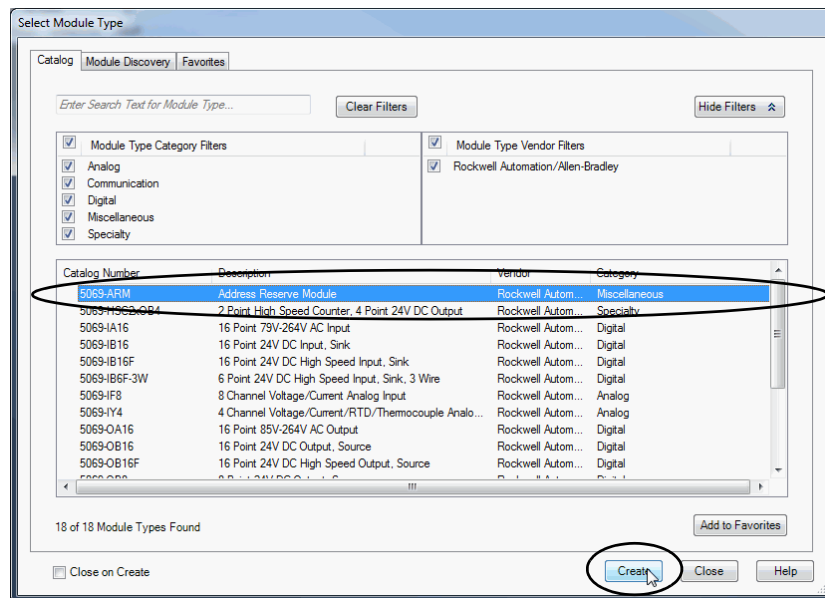 Select Module Type
Catalog Module Discovery Favorites
Enter Search Text for Module Type... Clear Filters Hide Filters
Module Type Category Filters Module Type Vendor Filters
Analog Rockwell Automation/Allen-Bradley
Communication
Digital
Miscellaneous
Specialty
Catalog Number Description Vendor Category
5069-ARM Address Reserve Module Rockwell Autom... Miscellaneous
5069-HSC2xOB4 2 Point High Speed Counter, 4 Point 24V DC Output Rockwell Autom... Specialty
5069-IA16 16 Point 79V-264V AC Input Rockwell Autom... Digital
5069-IB16 16 Point 24V DC Input, Sink Rockwell Autom... Digital
5069-IB16F 16 Point 24V DC High Speed Input, Sink Rockwell Autom... Digital
5069-IB6F-3W 6 Point 24V DC High Speed Input, Sink, 3 Wire Rockwell Autom... Digital
5069-IF8 8 Channel Voltage/Current Analog Input Rockwell Autom... Analog
5069-IY4 4 Channel Voltage/Current/RTD/Thermocouple Analo... Rockwell Autom... Analog
5069-OA16 16 Point 85V-264V AC Output Rockwell Autom... Digital
5069-OB16 16 Point 24V DC Output, Source Rockwell Autom... Digital
5069-OB16F 16 Point 24V DC High Speed Output, Source Rockwell Autom... Digital
18 of 18 Module Types Found Add to Favorites
Close on Create Create Close Help